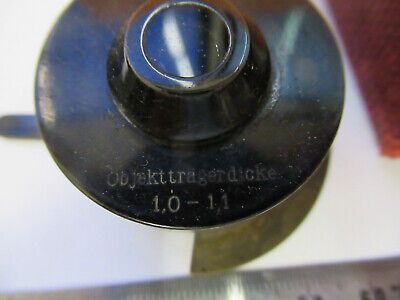 Objektträgerdicke
1,0 - 1,1